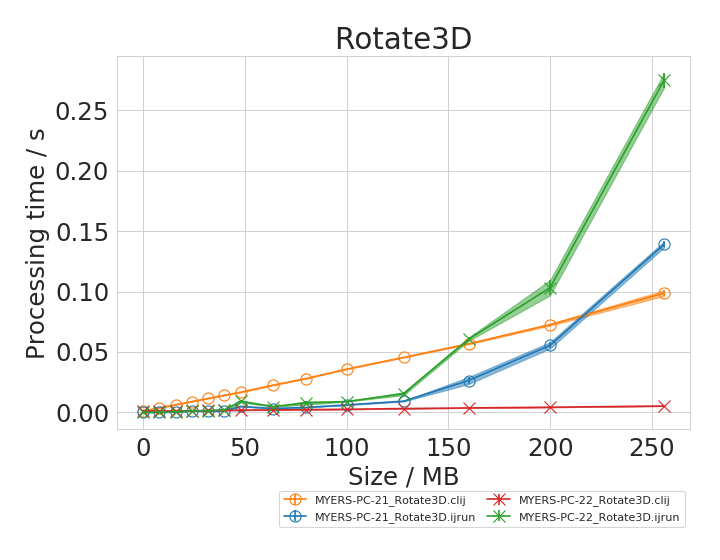 Rotate3D
Processing time / s
0.25
0.20
0.15
0.10
0.05
0.00
0 50 100 150 200 250
Size / MB
MYERS-PC-21_Rotate3D.clij MYERS-PC-22_Rotate3D.clij
MYERS-PC-21_Rotate3D.ijrun MYERS-PC-22_Rotate3D.ijrun